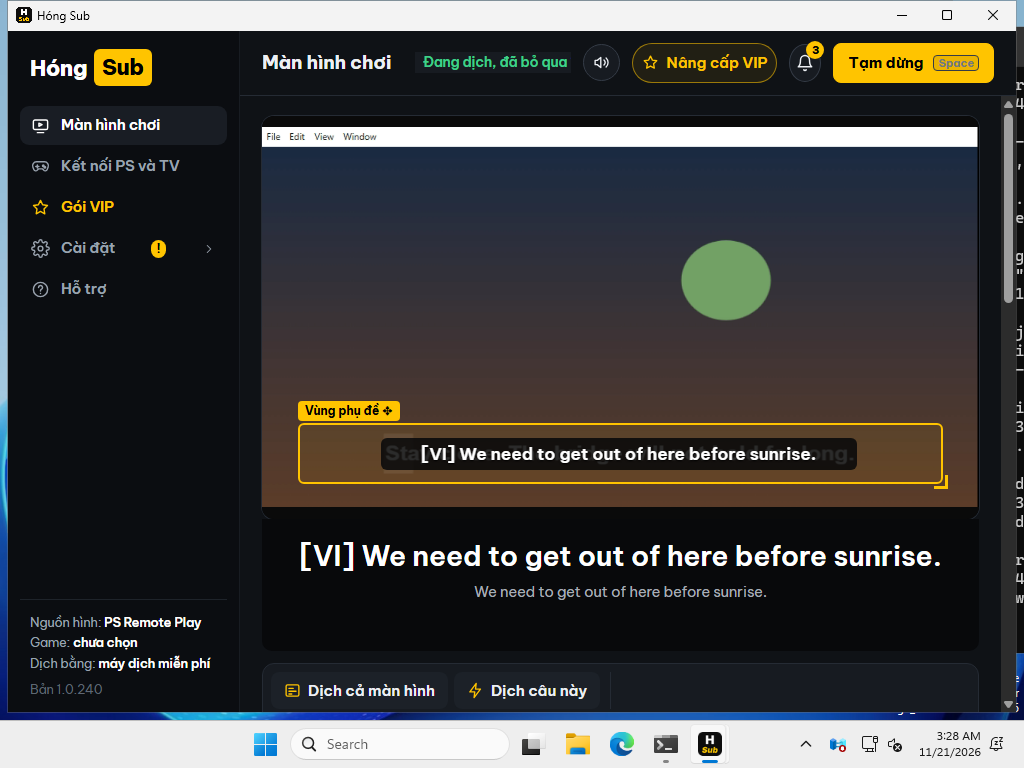 Hóng Sub
Hóng Sub
Màn hình chơi
Kết nối PS và TV
Gói VIP
Cài đặt !
Hỗ trợ
Nguồn hình: PS Remote Play
Game: chưa chọn
Dịch bằng: máy dịch miễn phí
Bản 1.0.240
Màn hình chơi
Đang dịch, đã bỏ qua
Nâng cấp VIP
3
Tạm dừng Space
File Edit View Window
Vùng phụ đề
[VI] We need to get out of here before sunrise.
[VI] We need to get out of here before sunrise.
We need to get out of here before sunrise.
Dịch cả màn hình
Dịch câu này
Search
H Sub
3:28 AM
11/21/2026